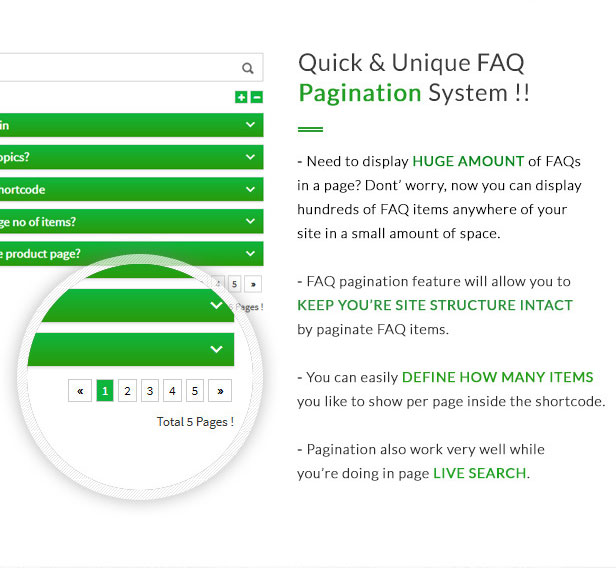 Quick & Unique FAQ
Pagination System !!
- Need to display HUGE AMOUNT of FAQs
in a page? Dont’ worry, now you can display
hundreds of FAQ items anywhere of your
site in a small amount of space.
- FAQ pagination feature will allow you to
KEEP YOU’RE SITE STRUCTURE INTACT
by paginate FAQ items.
- You can easily DEFINE HOW MANY ITEMS
you like to show per page inside the shortcode.
- Pagination also work very well while
you’re doing in page LIVE SEARCH.
in
opics?
hortcode
ge no of items?
e product page?
4 5 »
Pages !
« 1 2 3 4 5 »
Total 5 Pages !